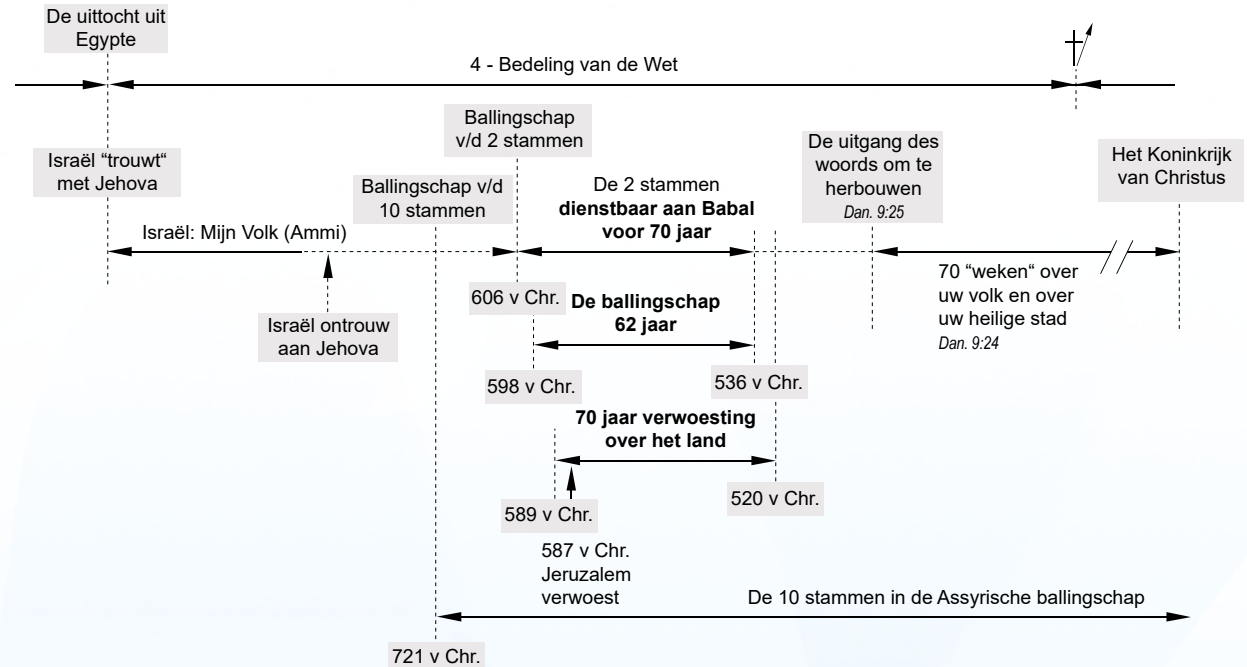 De uittocht uit
Egypte
4 - Bedeling van de Wet
Israël “trouwt“
met Jehova
Ballingschap
v/d 2 stammen
Ballingschap v/d
10 stammen
De 2 stammen
dienstbaar aan Babal
voor 70 jaar
De uitgang des
woords om te
herbouwen
Dan. 9:25
Het Koninkrijk
van Christus
Israël: Mijn Volk (Ammi)
Israël ontrouw
aan Jehova
606 v Chr.
De ballingschap
62 jaar
70 “weken“ over
uw volk en over
uw heilige stad
Dan. 9:24
598 v Chr.
536 v Chr.
70 jaar verwoesting
over het land
589 v Chr.
520 v Chr.
587 v Chr.
Jeruzalem
verwoest
De 10 stammen in de Assyrische ballingschap
721 v Chr.